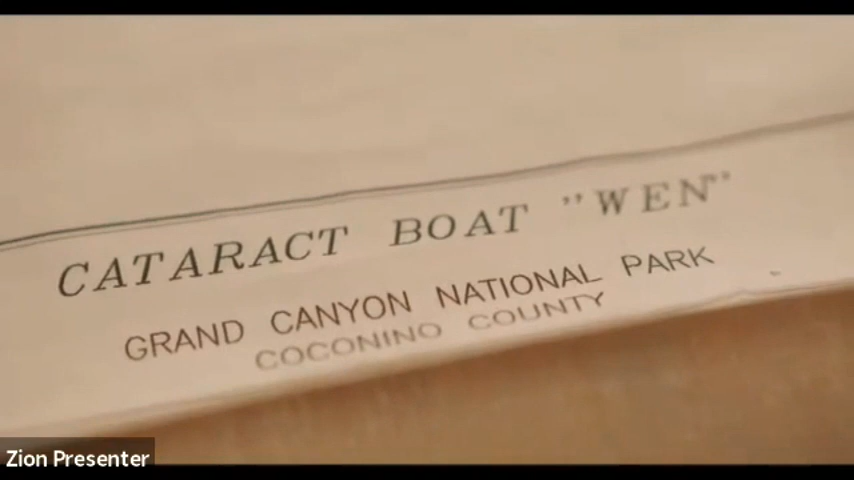 CATARACT BOAT "WEN"
GRAND CANYON NATIONAL PARK
COCONINO COUNTY
Zion Presenter